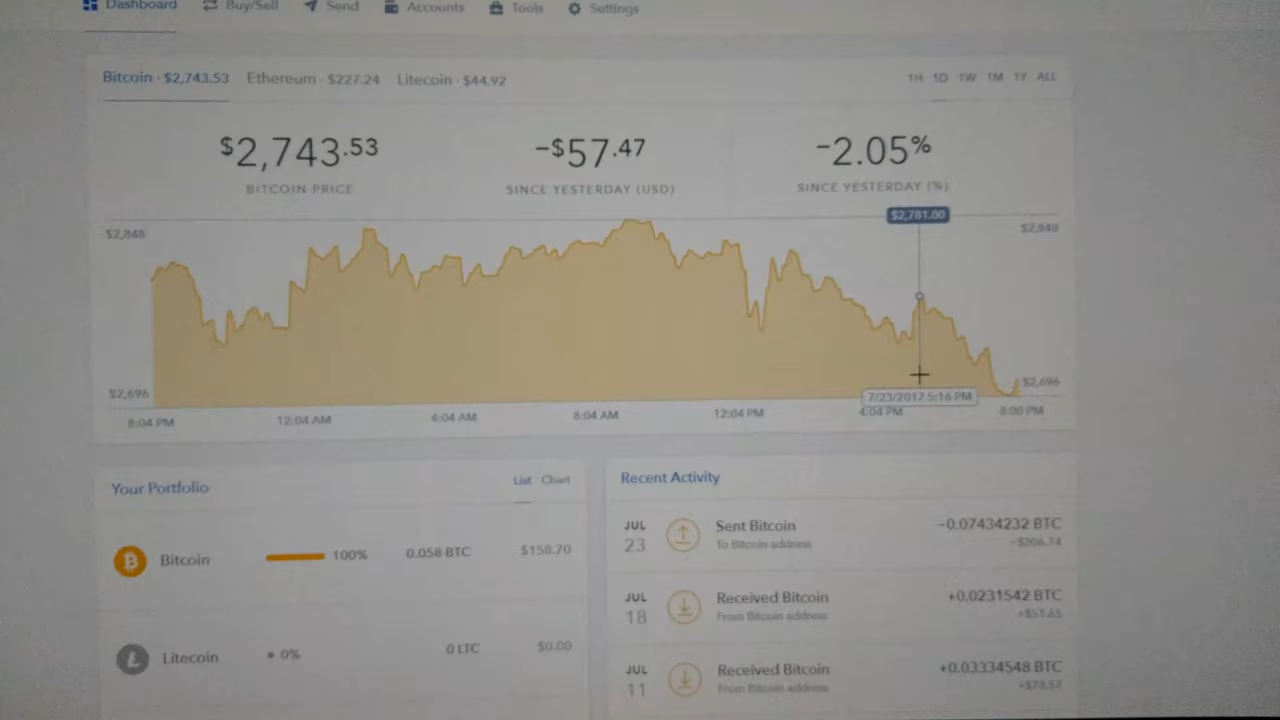 Dashboard Buy/Sell Send Accounts Tools Settings
Bitcoin · $2,743.53 Ethereum · $227.24 Litecoin · $44.92 1H 1D 1W 1M 1Y ALL
$2,743.53 −$57.47 −2.05%
BITCOIN PRICE SINCE YESTERDAY (USD) SINCE YESTERDAY (%)
$2,781.00
$2,848 $2,848
$2,696 $2,696
7/23/2017 5:16 PM
8:04 PM 12:04 AM 4:04 AM 8:04 AM 12:04 PM 4:04 PM 8:00 PM
Your Portfolio List Chart
Bitcoin 100% 0.058 BTC $158.70
Litecoin 0% 0 LTC $0.00
Recent Activity
JUL 23 Sent Bitcoin −0.07434232 BTC
To Bitcoin address −$206.74
JUL 18 Received Bitcoin +0.0231542 BTC
From Bitcoin address +$51.65
JUL 11 Received Bitcoin +0.03334548 BTC
From Bitcoin address +$78.57